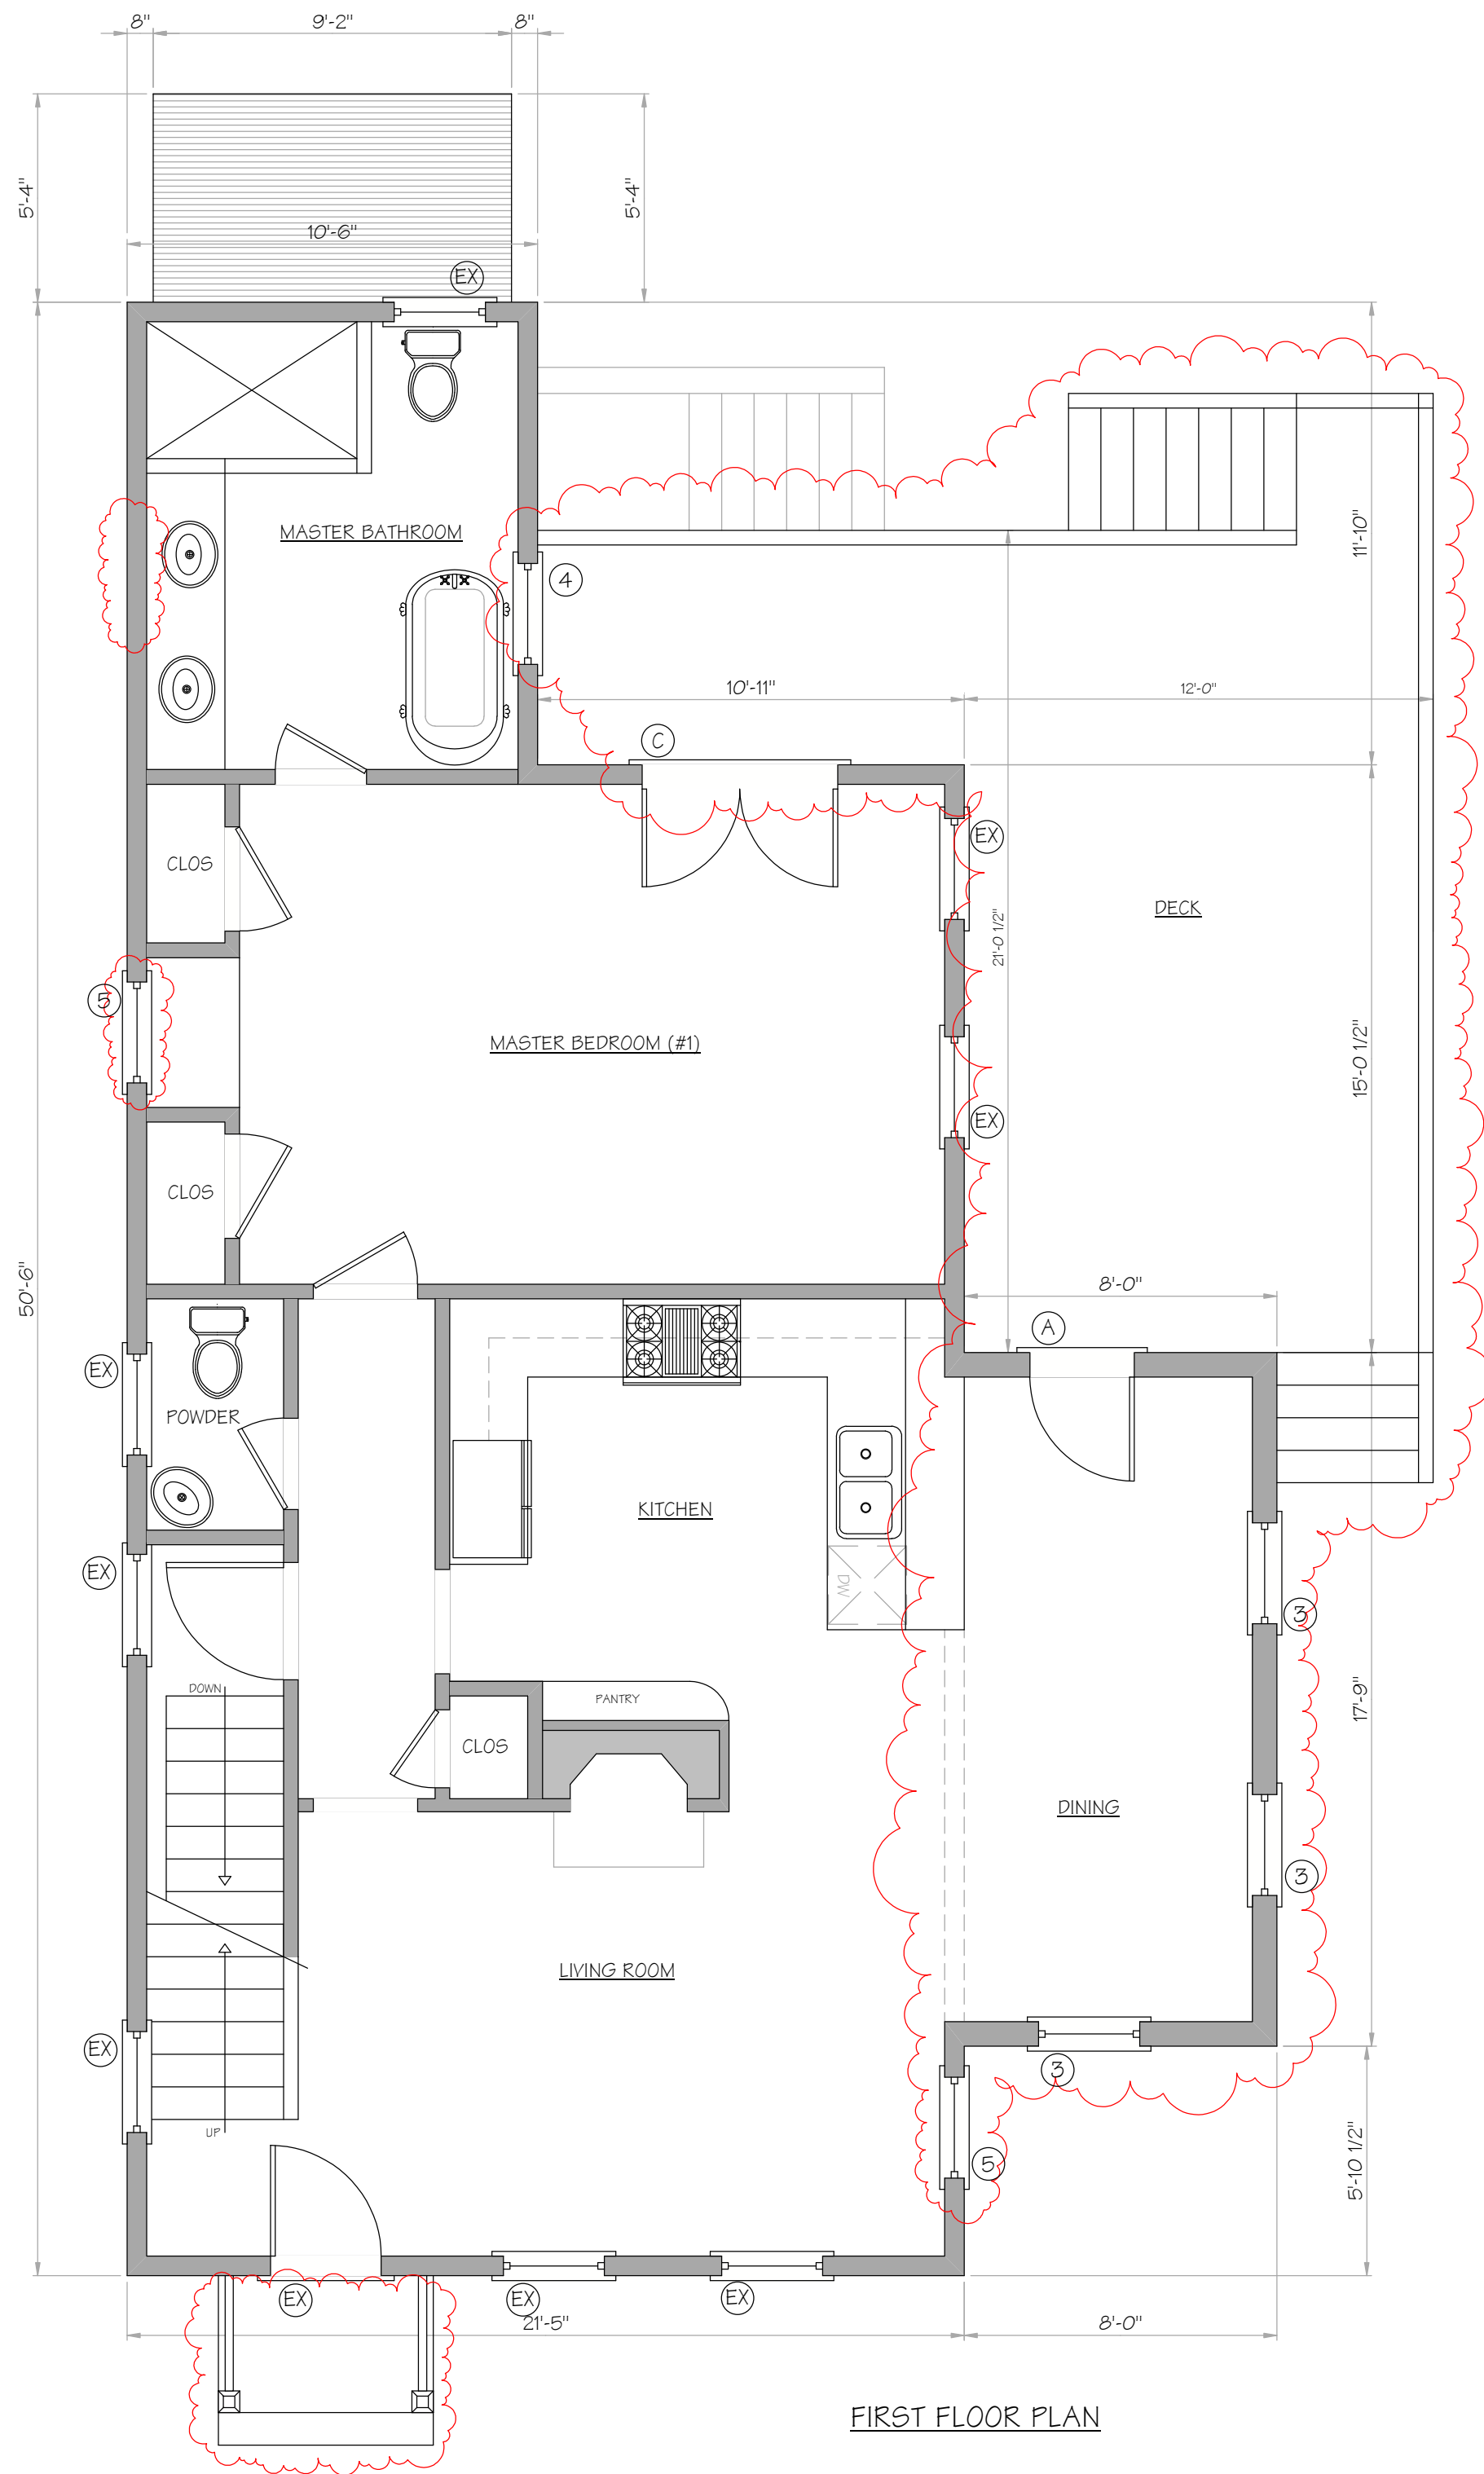 8" 9'-2" 8"
5'-4" 5'-4"
10'-6"
EX
MASTER BATHROOM
4
11'-10"
10'-11" 12'-0"
C
EX
CLOS
DECK
21'-0 1/2"
5
MASTER BEDROOM (#1)
15'-0 1/2"
EX
CLOS
50'-6"
8'-0"
A
EX
POWDER
KITCHEN
EX
DW
3
DOWN
PANTRY
17'-9"
CLOS
DINING
3
LIVING ROOM
EX
3
UP
5
5'-10 1/2"
EX EX EX
21'-5" 8'-0"
FIRST FLOOR PLAN